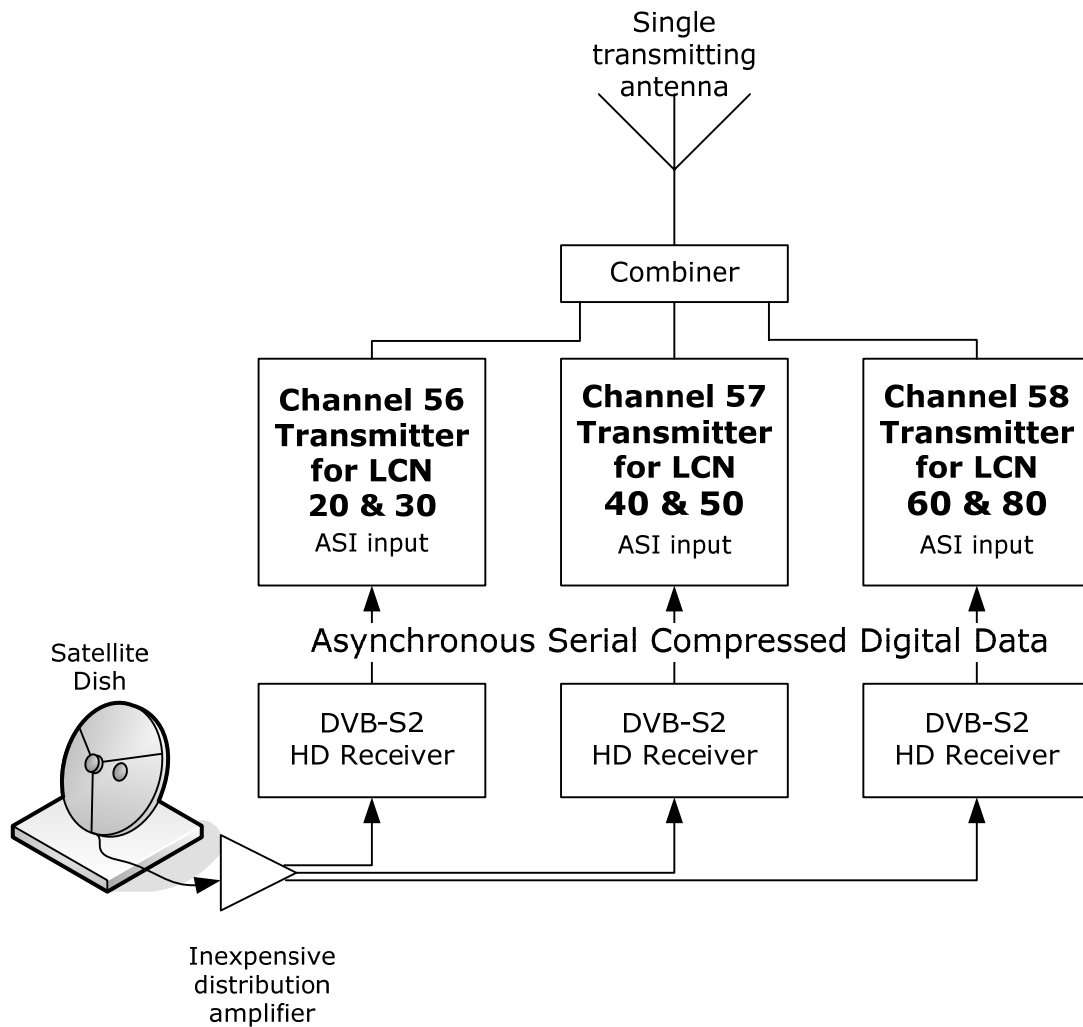 Single
transmitting
antenna
Combiner
Channel 56
Transmitter
for LCN
20 & 30
ASI input
Channel 57
Transmitter
for LCN
40 & 50
ASI input
Channel 58
Transmitter
for LCN
60 & 80
ASI input
Asynchronous Serial Compressed Digital Data
Satellite
Dish
DVB-S2
HD Receiver
DVB-S2
HD Receiver
DVB-S2
HD Receiver
Inexpensive
distribution
amplifier